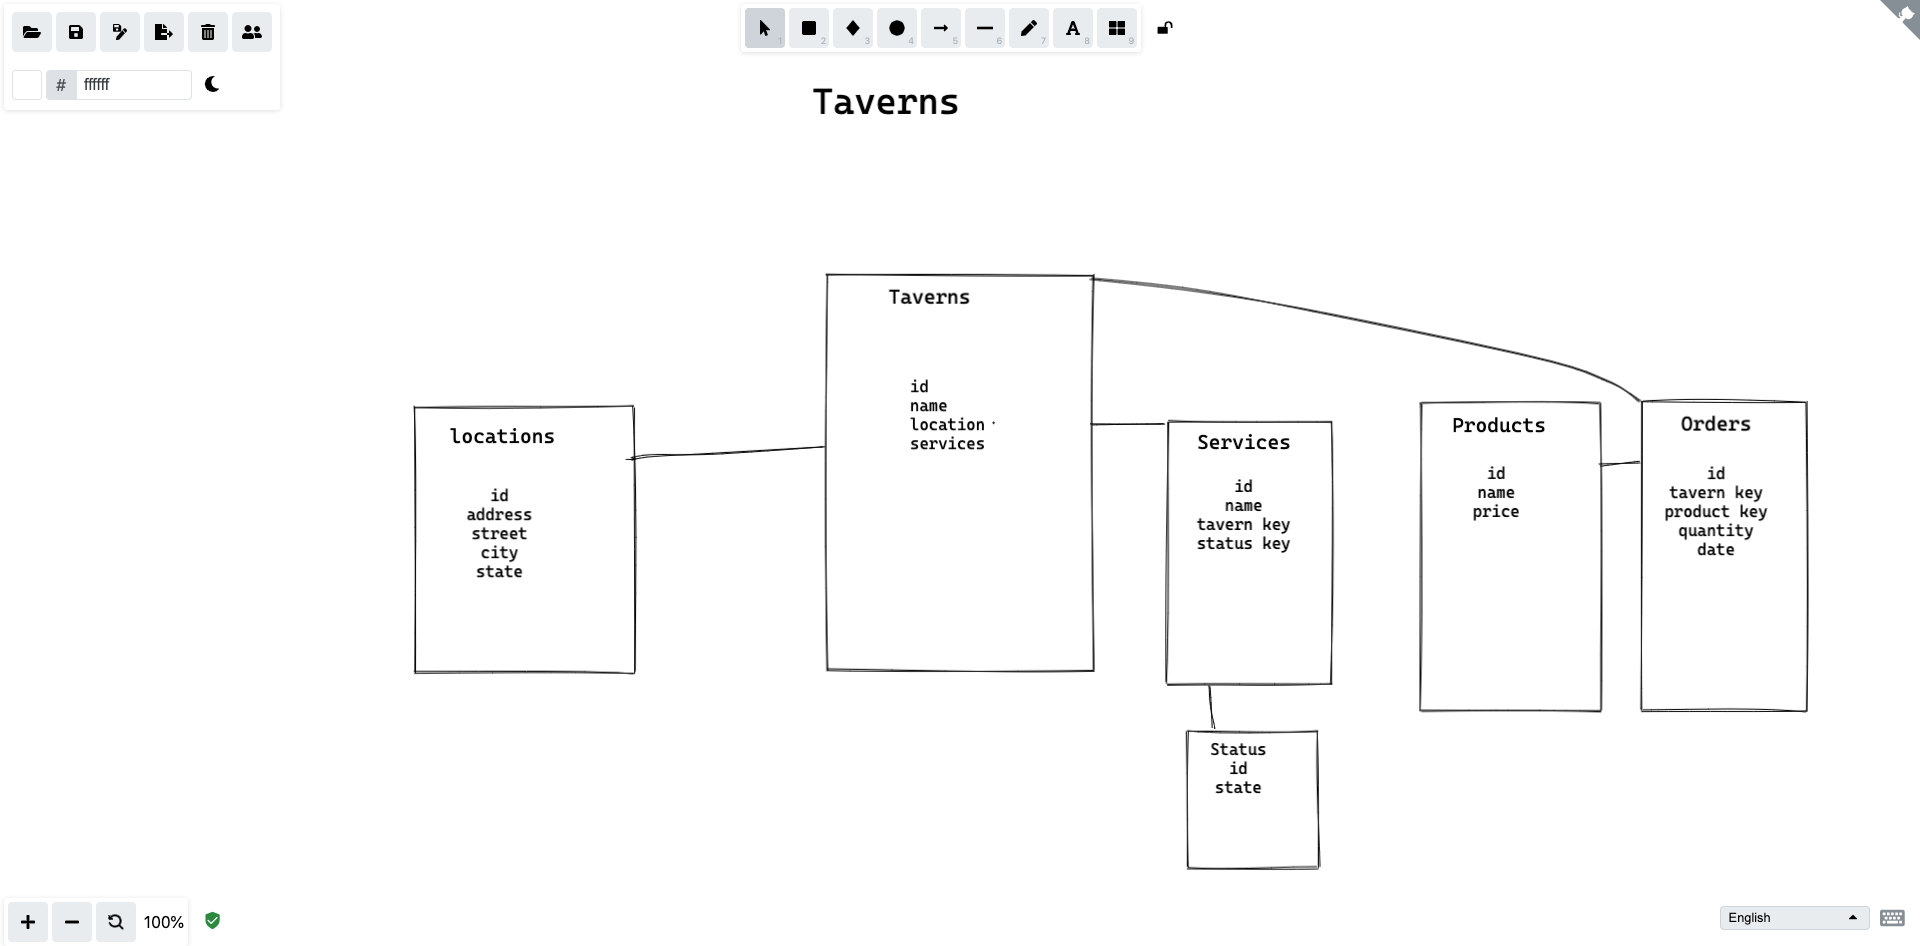 # ffffff
1
2
3
4
5
6
7
A
8
9
Taverns
Taverns
id
name
location
services
locations
id
address
street
city
state
Services
id
name
tavern key
status key
Status
id
state
Products
id
name
price
Orders
id
tavern key
product key
quantity
date
100%
English